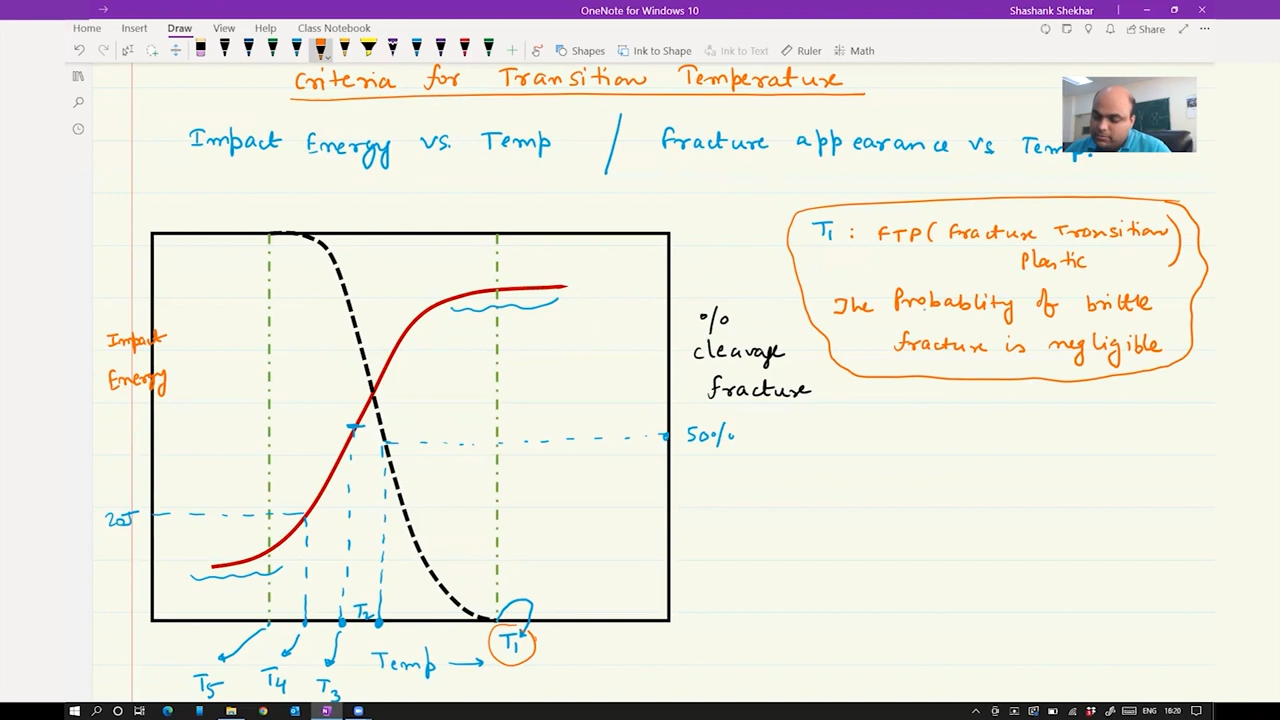 OneNote for Windows 10
Shashank Shekhar
Home Insert Draw View Help Class Notebook
Share
Shapes Ink to Shape Ink to Text Ruler Math
Criteria for Transition Temperature
Impact Energy vs. Temp / Fracture appearance vs Temp.
T1 : FTP (Fracture Transition
Plastic
The Probablity of brittle
fracture is negligible
Impact
Energy
%
cleavage
fracture
50%
20J
T2
T1
Temp →
T5 T4 T3
ENG 16:20